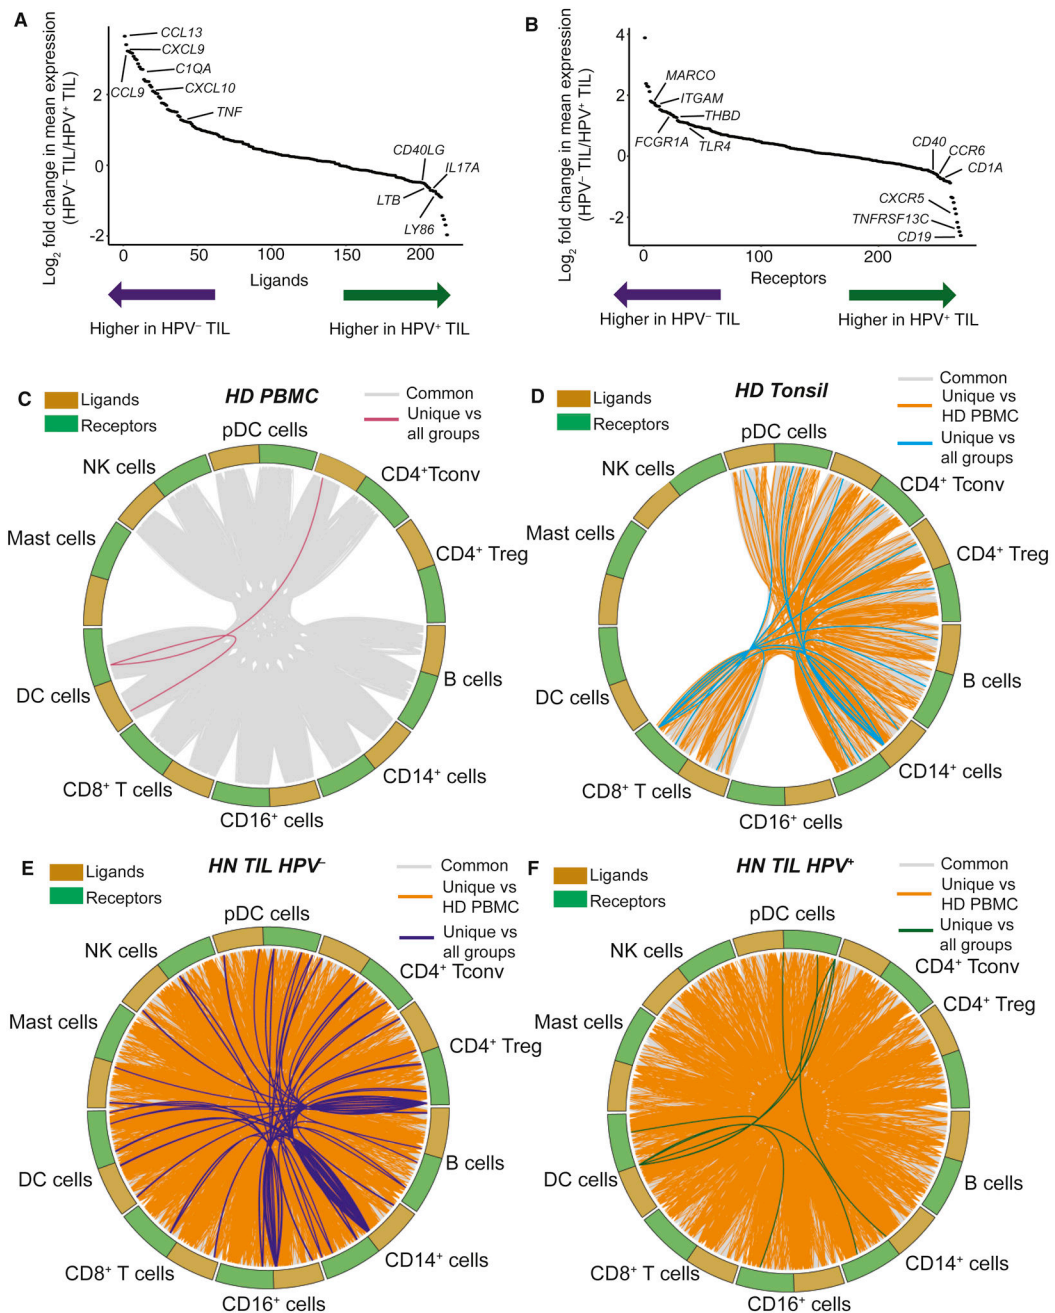 A
Log₂ fold change in mean expression
(HPV⁻ TIL/HPV⁺ TIL)
CCL13
CXCL9
C1QA
CXCL10
CCL9
TNF
CD40LG
IL17A
LTB
LY86
2
0
-2
0
50
100
150
200
Ligands
Higher in HPV⁻ TIL
Higher in HPV⁺ TIL
B
Log₂ fold change in mean expression
(HPV⁻ TIL/HPV⁺ TIL)
MARCO
ITGAM
THBD
FCGR1A
TLR4
CD40
CCR6
CD1A
CXCR5
TNFRSF13C
CD19
4
2
0
-2
0
100
200
Receptors
Higher in HPV⁻ TIL
Higher in HPV⁺ TIL
C
Ligands
Receptors
HD PBMC
Common
Unique vs
all groups
pDC cells
NK cells
CD4⁺Tconv
Mast cells
CD4⁺ Treg
DC cells
B cells
CD8⁺ T cells
CD14⁺ cells
CD16⁺ cells
D
Ligands
Receptors
HD Tonsil
Common
Unique vs
HD PBMC
Unique vs
all groups
pDC cells
NK cells
CD4⁺ Tconv
Mast cells
CD4⁺ Treg
DC cells
B cells
CD8⁺ T cells
CD14⁺ cells
CD16⁺ cells
E
Ligands
Receptors
HN TIL HPV⁻
Common
Unique vs
HD PBMC
Unique vs
all groups
pDC cells
NK cells
CD4⁺ Tconv
Mast cells
CD4⁺ Treg
DC cells
B cells
CD8⁺ T cells
CD14⁺ cells
CD16⁺ cells
F
Ligands
Receptors
HN TIL HPV⁺
Common
Unique vs
HD PBMC
Unique vs
all groups
pDC cells
NK cells
CD4⁺ Tconv
CD4⁺ Treg
Mast cells
DC cells
B cells
CD8⁺ T cells
CD14⁺ cells
CD16⁺ cells